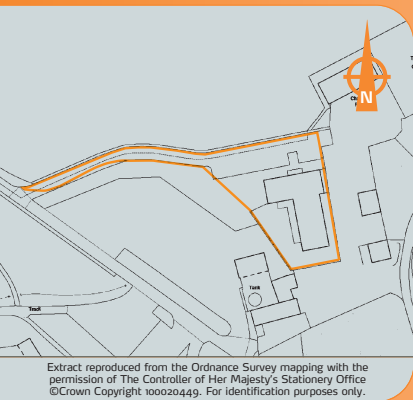 N
Tank
Track
Extract reproduced from the Ordnance Survey mapping with the
permission of The Controller of Her Majesty's Stationery Office
©Crown Copyright 100020449. For identification purposes only.